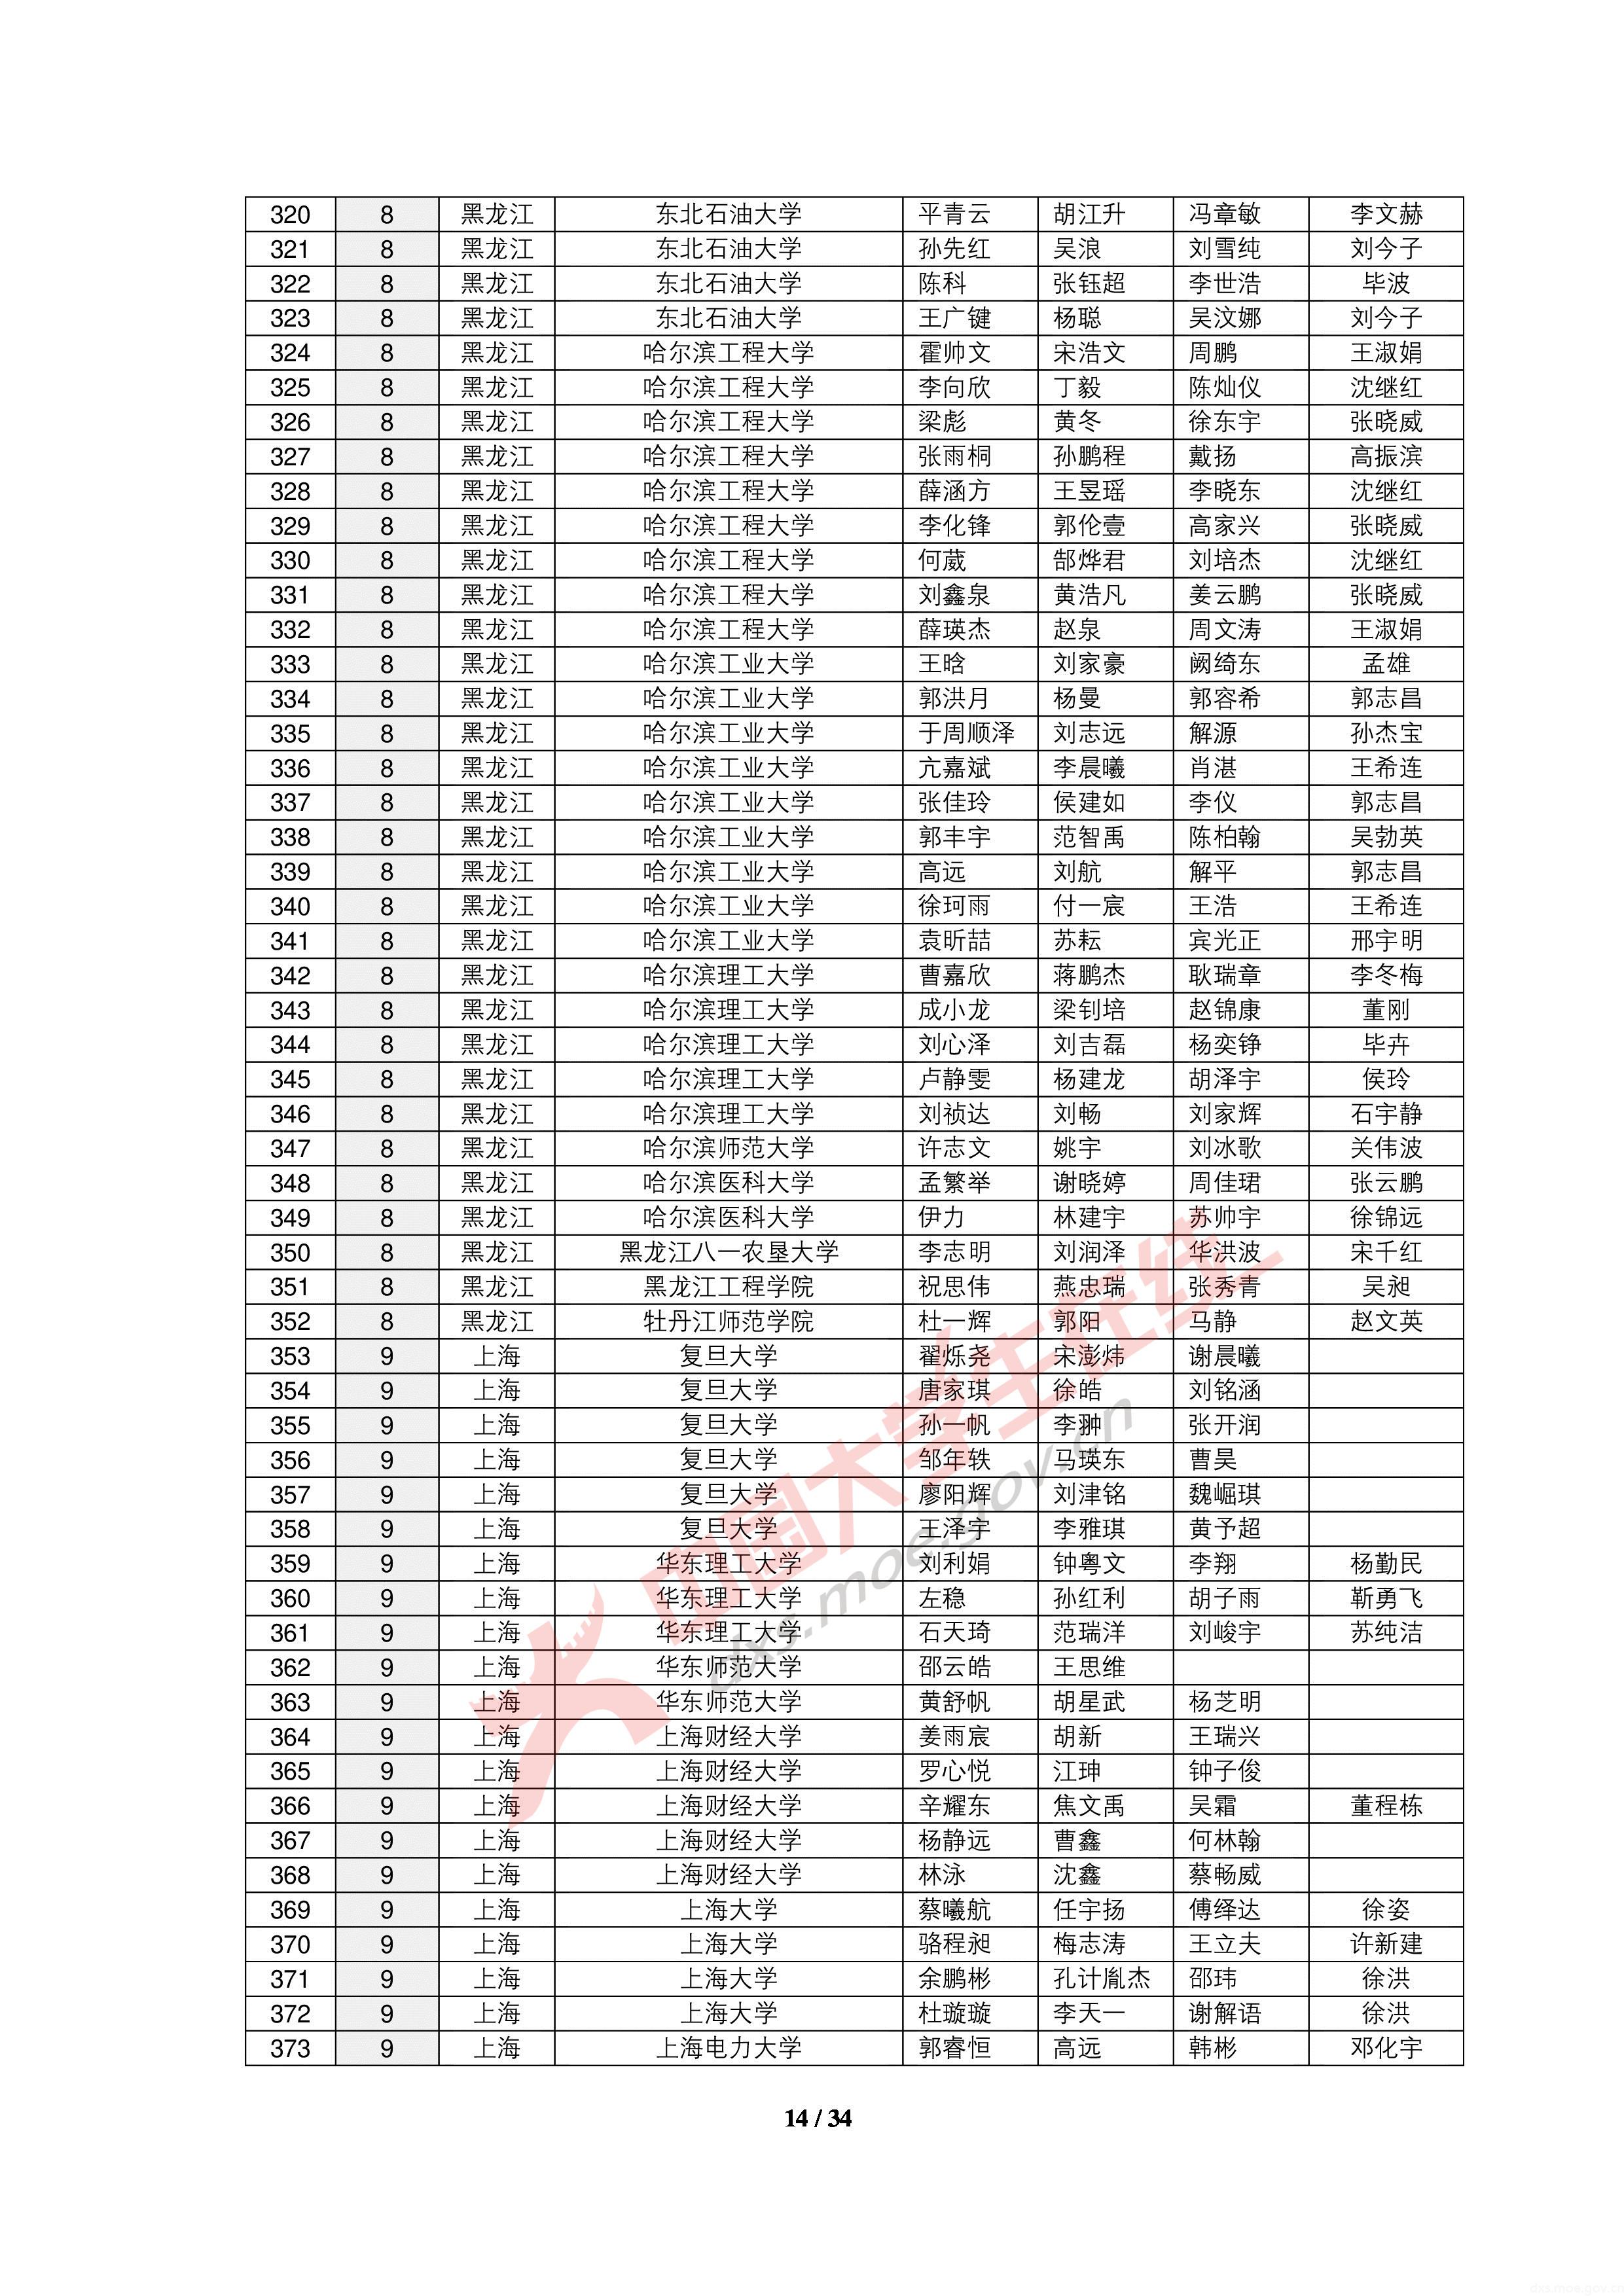 320 8 黑龙江 东北石油大学 平青云 胡江升 冯章敏 李文赫
321 8 黑龙江 东北石油大学 孙先红 吴浪 刘雪纯 刘今子
322 8 黑龙江 东北石油大学 陈科 张钰超 李世浩 毕波
323 8 黑龙江 东北石油大学 王广键 杨聪 吴汶娜 刘今子
324 8 黑龙江 哈尔滨工程大学 霍帅文 宋浩文 周鹏 王淑娟
325 8 黑龙江 哈尔滨工程大学 李向欣 丁毅 陈灿仪 沈继红
326 8 黑龙江 哈尔滨工程大学 梁彪 黄冬 徐东宇 张晓威
327 8 黑龙江 哈尔滨工程大学 张雨桐 孙鹏程 戴扬 高振滨
328 8 黑龙江 哈尔滨工程大学 薛涵方 王昱瑶 李晓东 沈继红
329 8 黑龙江 哈尔滨工程大学 李化锋 郭伦壹 高家兴 张晓威
330 8 黑龙江 哈尔滨工程大学 何葳 郜烨君 刘培杰 沈继红
331 8 黑龙江 哈尔滨工程大学 刘鑫泉 黄浩凡 姜云鹏 张晓威
332 8 黑龙江 哈尔滨工程大学 薛瑛杰 赵泉 周文涛 王淑娟
333 8 黑龙江 哈尔滨工业大学 王晗 刘家豪 阙绮东 孟雄
334 8 黑龙江 哈尔滨工业大学 郭洪月 杨曼 郭容希 郭志昌
335 8 黑龙江 哈尔滨工业大学 于周顺泽 刘志远 解源 孙杰宝
336 8 黑龙江 哈尔滨工业大学 亢嘉斌 李晨曦 肖湛 王希连
337 8 黑龙江 哈尔滨工业大学 张佳玲 侯建如 李仪 郭志昌
338 8 黑龙江 哈尔滨工业大学 郭丰宇 范智禹 陈柏翰 吴勃英
339 8 黑龙江 哈尔滨工业大学 高远 刘航 解平 郭志昌
340 8 黑龙江 哈尔滨工业大学 徐珂雨 付一宸 王浩 王希连
341 8 黑龙江 哈尔滨工业大学 袁昕喆 苏耘 宾光正 邢宇明
342 8 黑龙江 哈尔滨理工大学 曹嘉欣 蒋鹏杰 耿瑞章 李冬梅
343 8 黑龙江 哈尔滨理工大学 成小龙 梁钊培 赵锦康 董刚
344 8 黑龙江 哈尔滨理工大学 刘心泽 刘吉磊 杨奕铮 毕卉
345 8 黑龙江 哈尔滨理工大学 卢静雯 杨建龙 胡泽宇 侯玲
346 8 黑龙江 哈尔滨理工大学 刘祯达 刘畅 刘家辉 石宇静
347 8 黑龙江 哈尔滨师范大学 许志文 姚宇 刘冰歌 关伟波
348 8 黑龙江 哈尔滨医科大学 孟繁举 谢晓婷 周佳珺 张云鹏
349 8 黑龙江 哈尔滨医科大学 伊力 林建宇 苏帅宇 徐锦远
350 8 黑龙江 黑龙江八一农垦大学 李志明 刘润泽 华洪波 宋千红
351 8 黑龙江 黑龙江工程学院 祝思伟 燕忠瑞 张秀青 吴昶
352 8 黑龙江 牡丹江师范学院 杜一辉 郭阳 马静 赵文英
353 9 上海 复旦大学 翟烁尧 宋澎炜 谢晨曦
354 9 上海 复旦大学 唐家琪 徐皓 刘铭涵
355 9 上海 复旦大学 孙一帆 李翀 张开润
356 9 上海 复旦大学 邹年轶 马瑛东 曹昊
357 9 上海 复旦大学 廖阳辉 刘津铭 魏崛琪
358 9 上海 复旦大学 王泽宇 李雅琪 黄予超
359 9 上海 华东理工大学 刘利娟 钟粤文 李翔 杨勤民
360 9 上海 华东理工大学 左稳 孙红利 胡子雨 靳勇飞
361 9 上海 华东理工大学 石天琦 范瑞洋 刘峻宇 苏纯洁
362 9 上海 华东师范大学 邵云皓 王思维
363 9 上海 华东师范大学 黄舒帆 胡星武 杨芝明
364 9 上海 上海财经大学 姜雨宸 胡新 王瑞兴
365 9 上海 上海财经大学 罗心悦 江珅 钟子俊
366 9 上海 上海财经大学 辛耀东 焦文禹 吴霜 董程栋
367 9 上海 上海财经大学 杨静远 曹鑫 何林翰
368 9 上海 上海财经大学 林泳 沈鑫 蔡畅威
369 9 上海 上海大学 蔡曦航 任宇扬 傅绎达 徐姿
370 9 上海 上海大学 骆程昶 梅志涛 王立夫 许新建
371 9 上海 上海大学 余鹏彬 孔计胤杰 邵玮 徐洪
372 9 上海 上海大学 杜璇璇 李天一 谢解语 徐洪
373 9 上海 上海电力大学 郭睿恒 高远 韩彬 邓化宇
中国大学生在线
dxs.moe.gov.cn
14 / 34
dxs.moe.gov.cn